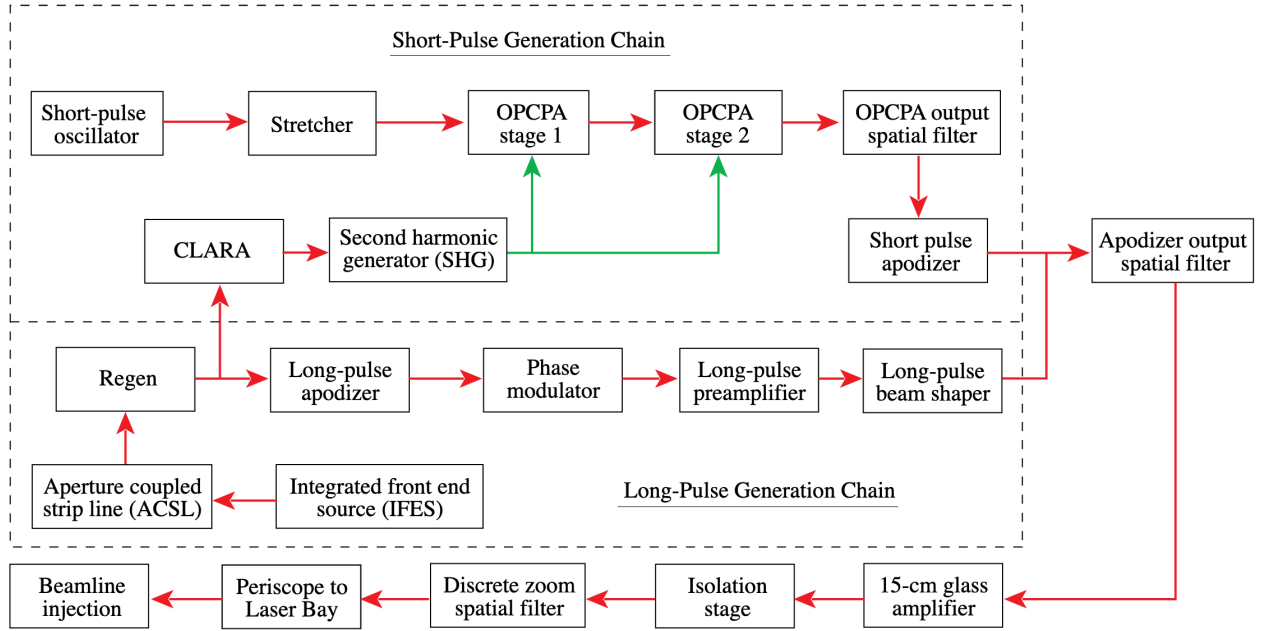 Short-Pulse Generation Chain
Short-pulse
oscillator
Stretcher
OPCPA
stage 1
OPCPA
stage 2
OPCPA output
spatial filter
CLARA
Second harmonic
generator (SHG)
Short pulse
apodizer
Apodizer output
spatial filter
Regen
Long-pulse
apodizer
Phase
modulator
Long-pulse
preamplifier
Long-pulse
beam shaper
Aperture coupled
strip line (ACSL)
Integrated front end
source (IFES)
Long-Pulse Generation Chain
Beamline
injection
Periscope to
Laser Bay
Discrete zoom
spatial filter
Isolation
stage
15-cm glass
amplifier